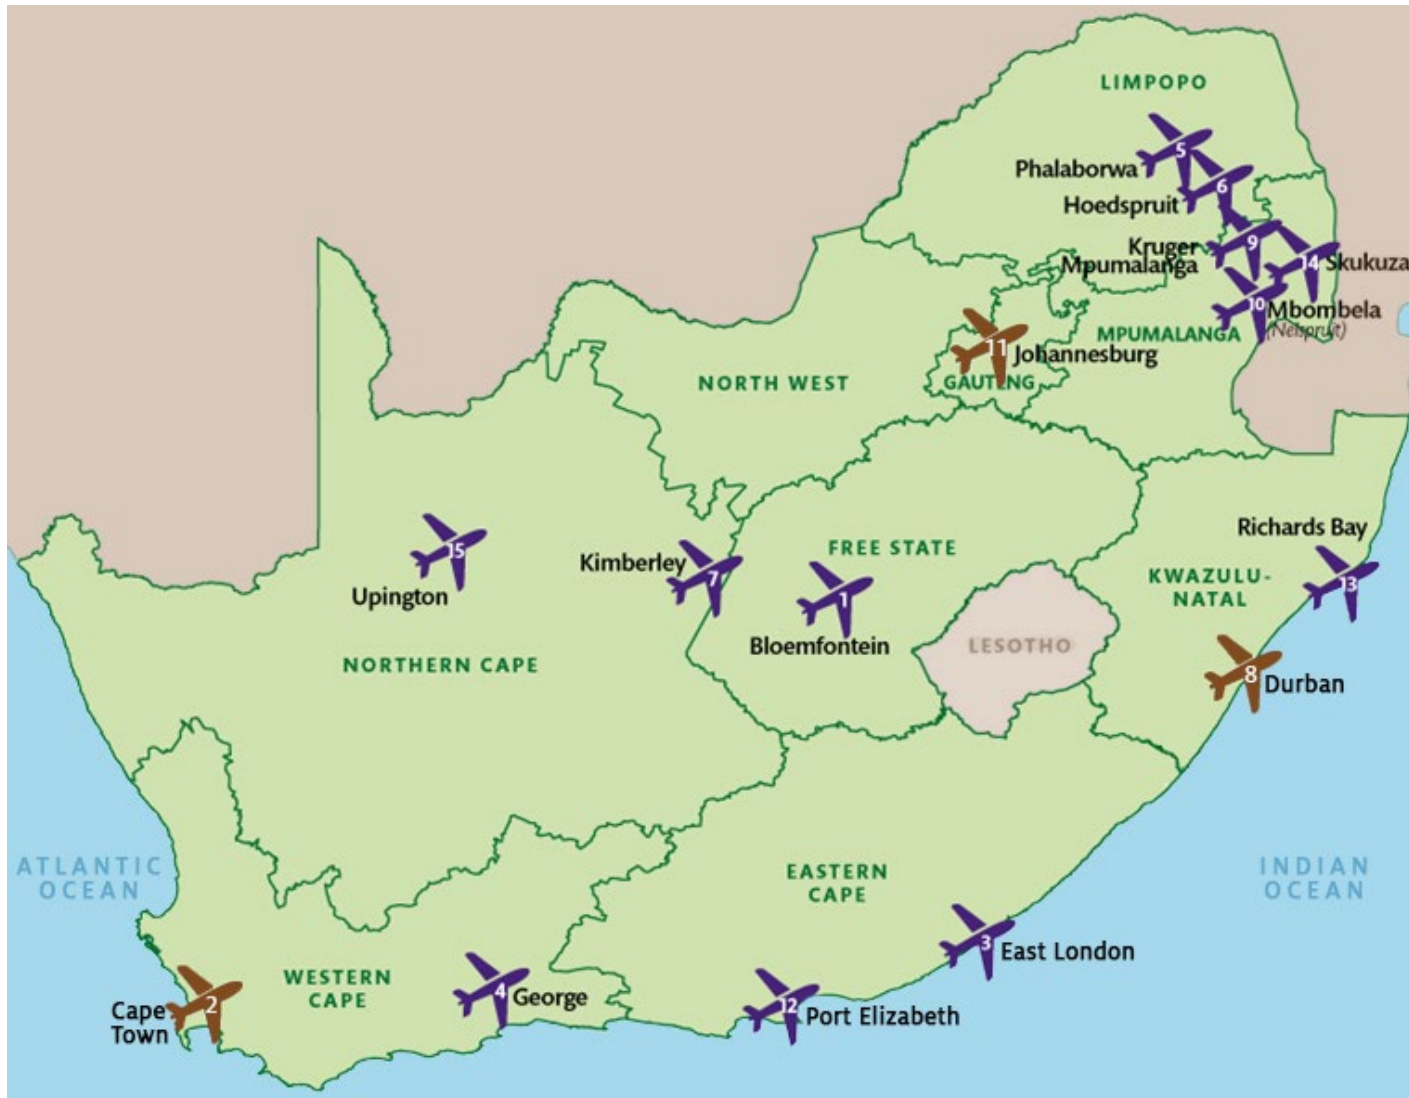 LIMPOPO
5
Phalaborwa
6
Hoedspruit
9
Kruger
Mpumalanga
14
Skukuza
10
Mbombela
(Nelspruit)
MPUMALANGA
11
Johannesburg
GAUTENG
NORTH WEST
Richards Bay
13
KWAZULU-
NATAL
FREE STATE
15
Upington
Kimberley
7
1
Bloemfontein
LESOTHO
NORTHERN CAPE
8
Durban
ATLANTIC
OCEAN
EASTERN
CAPE
INDIAN
OCEAN
3
East London
WESTERN
CAPE
4
George
2
Cape
Town
12
Port Elizabeth